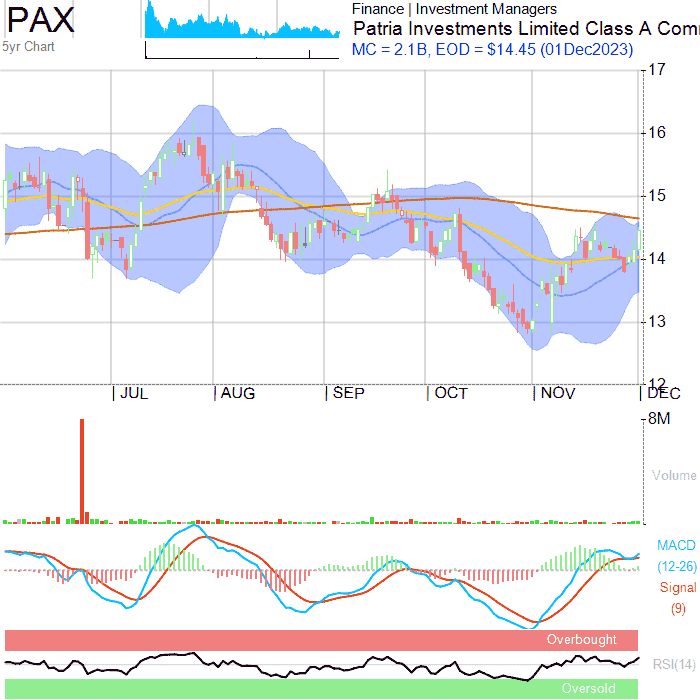 PAX
5yr Chart
Finance | Investment Managers
Patria Investments Limited Class A Com
MC = 2.1B, EOD = $14.45 (01Dec2023)
17
16
15
14
13
12
JUL AUG SEP OCT NOV DEC
8M
Volume
MACD
(12-26)
Signal
(9)
Overbought
RSI(14)
Oversold